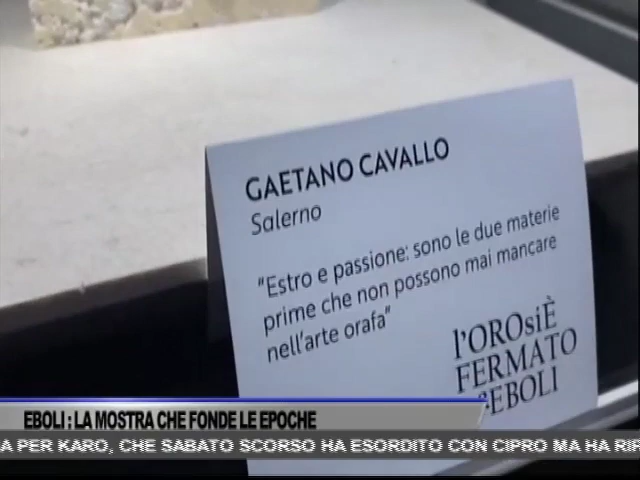 GAETANO CAVALLO
Salerno
"Estro e passione: sono le due materie
prime che non possono mai mancare
nell'arte orafa"
l'OROsiÈ
FERMATO
EBOLI
EBOLI : LA MOSTRA CHE FONDE LE EPOCHE
A PER KARO, CHE SABATO SCORSO HA ESORDITO CON CIPRO MA HA RIP